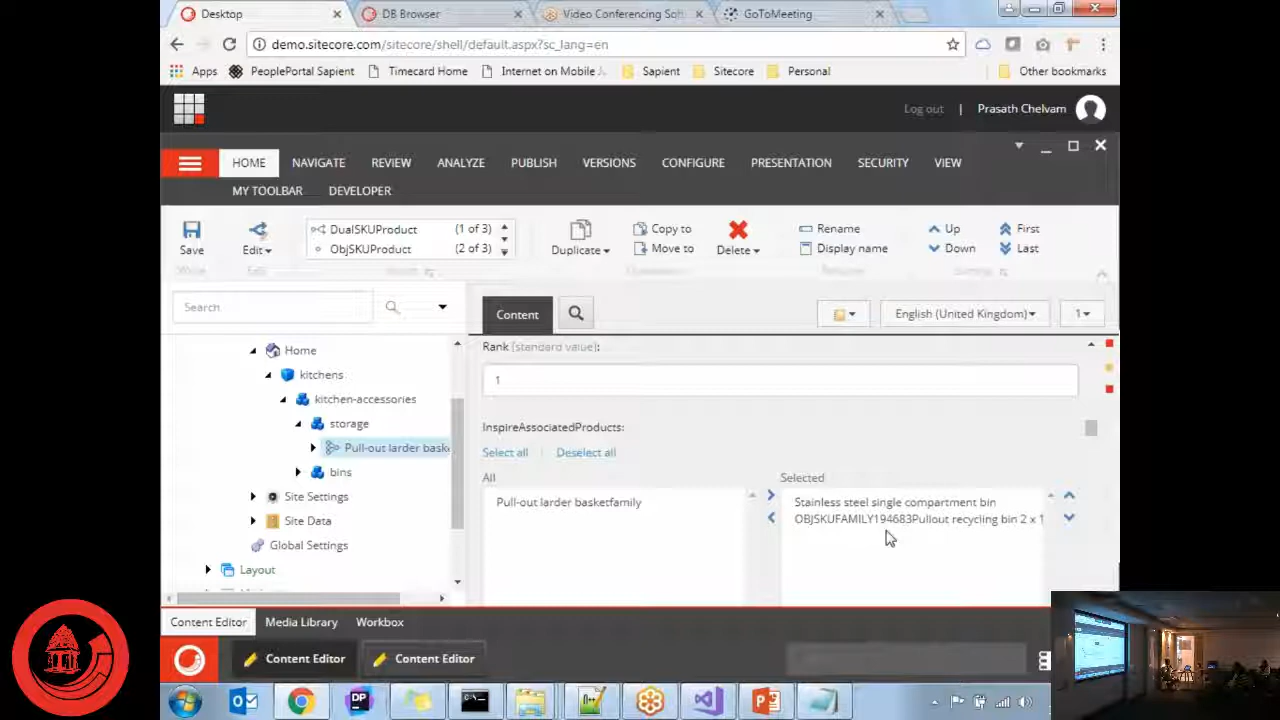 Desktop
DB Browser
Video Conferencing Soft
GoToMeeting
demo.sitecore.com/sitecore/shell/default.aspx?sc_lang=en
Apps
PeoplePortal Sapient
Timecard Home
Internet on Mobile
Sapient
Sitecore
Personal
Other bookmarks
Log out | Prasath Chelvam
HOME NAVIGATE REVIEW ANALYZE PUBLISH VERSIONS CONFIGURE PRESENTATION SECURITY VIEW
MY TOOLBAR DEVELOPER
Save
Edit
DualSKUProduct (1 of 3)
ObjSKUProduct (2 of 3)
Duplicate
Copy to
Move to
Delete
Rename
Display name
Up
Down
First
Last
Search
Content
English (United Kingdom)
1
Home
kitchens
kitchen-accessories
storage
Pull-out larder bask
bins
Site Settings
Site Data
Global Settings
Layout
Rank [standard value]:
1
InspireAssociatedProducts:
Select all | Deselect all
All
Pull-out larder basketfamily
Selected
Stainless steel single compartment bin
OBJSKUFAMILY194683Pullout recycling bin 2 x 1
Content Editor Media Library Workbox
Content Editor
Content Editor